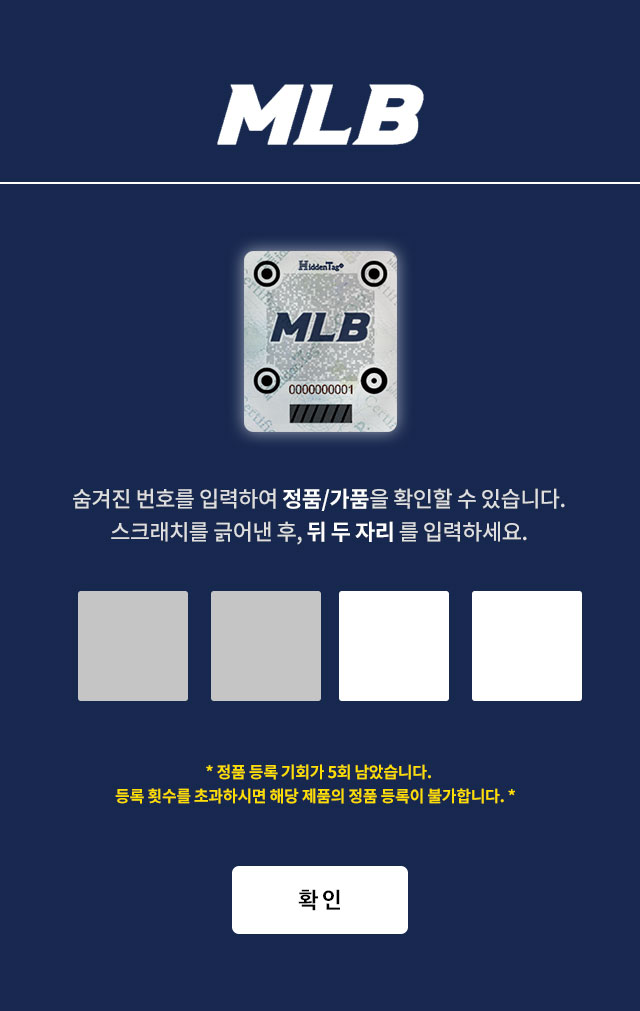 MLB
HiddenTag
MLB
0000000001
숨겨진 번호를 입력하여 정품/가품을 확인할 수 있습니다.
스크래치를 긁어낸 후, 뒤 두 자리 를 입력하세요.
* 정품 등록 기회가 5회 남았습니다.
등록 횟수를 초과하시면 해당 제품의 정품 등록이 불가합니다. *
확인